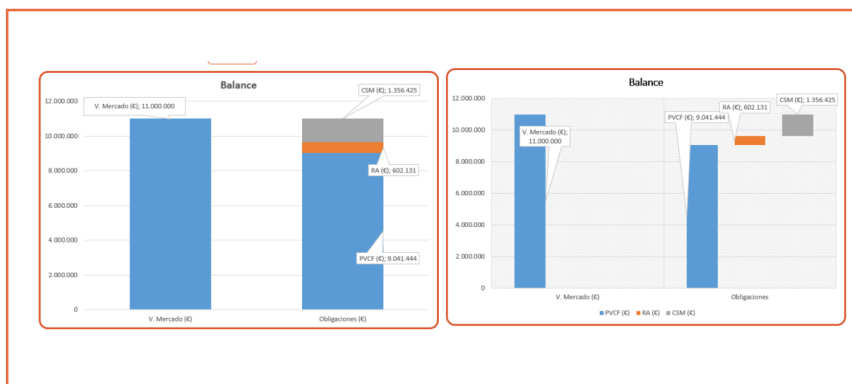 Balance
CSM (€); 1.356.425
V. Mercado (€); 11.000.000
12.000.000
10.000.000
8.000.000
6.000.000
4.000.000
2.000.000
0
RA (€); 602.131
PVCF (€); 9.041.444
V. Mercado (€)
Obligaciones (€)
Balance
CSM (€); 1.356.425
RA (€); 602.131
PVCF (€); 9.041.444
V. Mercado (€);
11.000.000
12.000.000
10.000.000
8.000.000
6.000.000
4.000.000
2.000.000
0
V. Mercado (€)
Obligaciones
PVCF (€)
RA (€)
CSM (€)